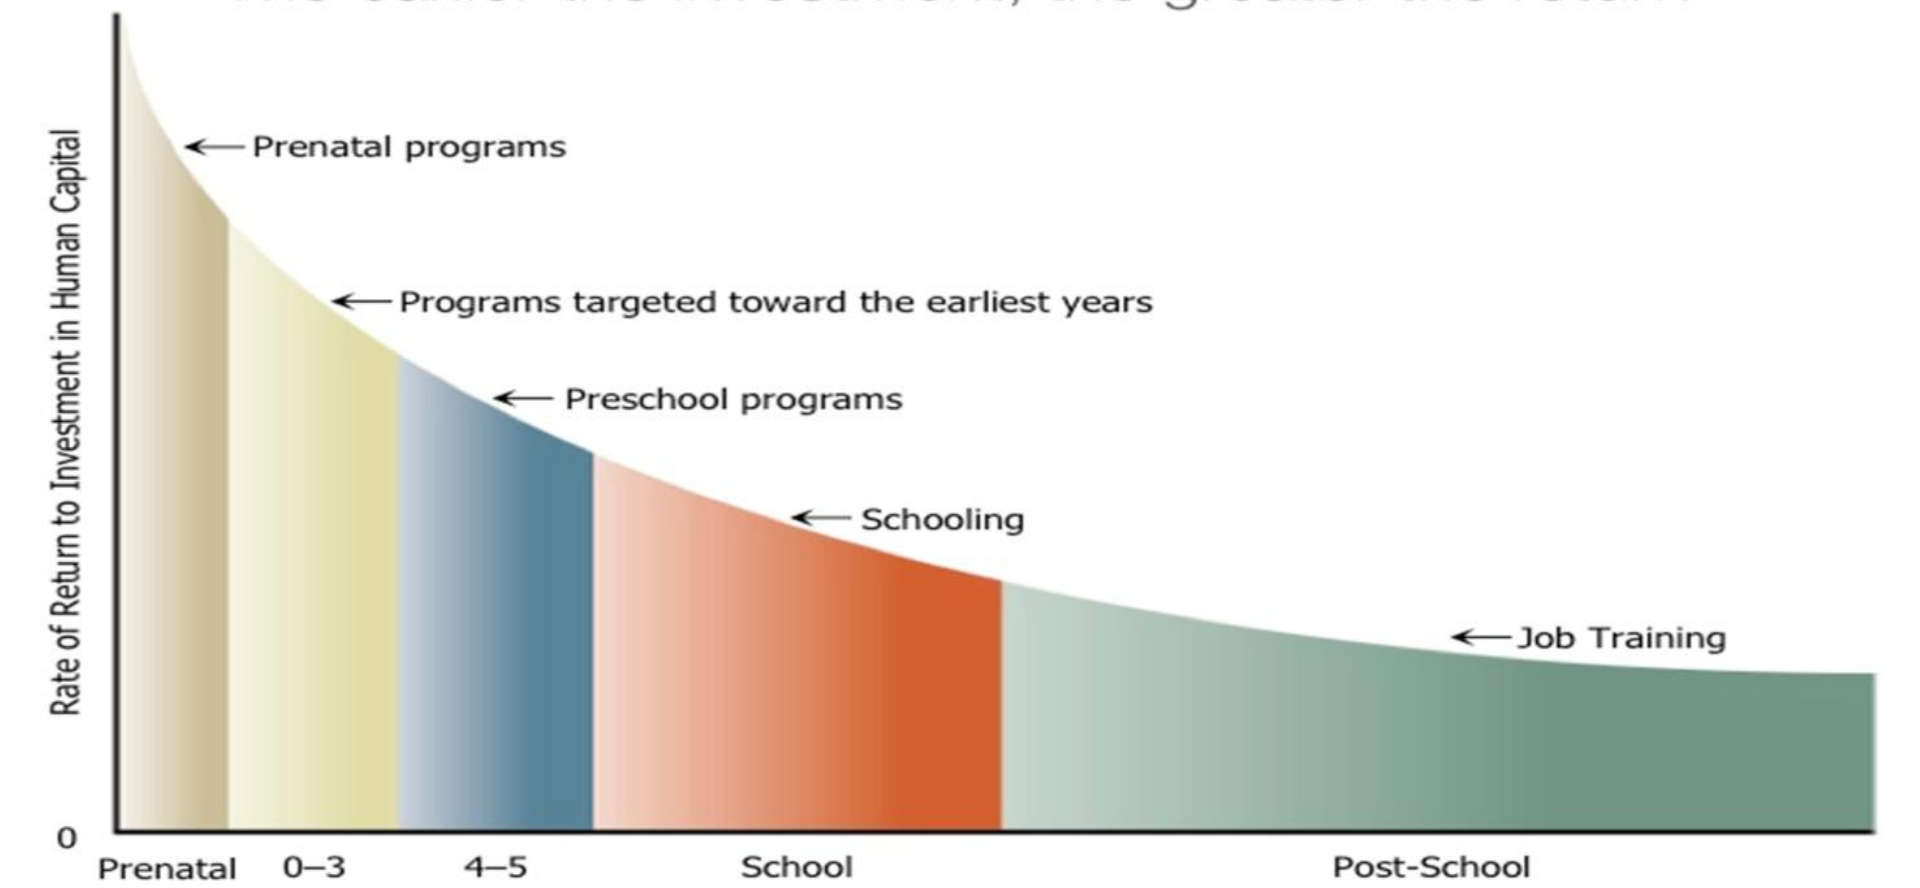 Prenatal programs
Programs targeted toward the earliest years
Preschool programs
Schooling
Job Training
Rate of Return to Investment in Human Capital
0
Prenatal
0–3
4–5
School
Post-School